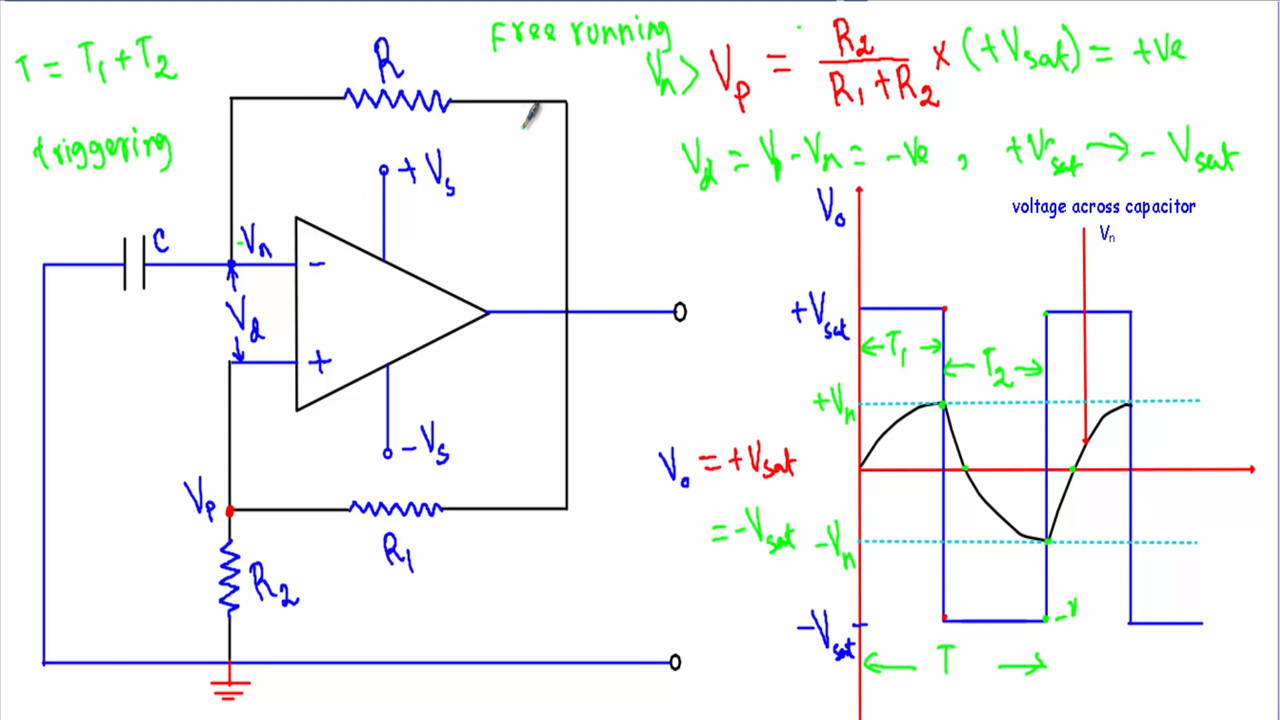 Free running
T = T₁ + T₂
triggering
Vn > Vp = R₂ / (R₁ + R₂) × (+Vsat) = +Ve
Vd = Vp - Vn = -Ve , +Vsat → - Vsat
R
+ Vs
C
Vn
-
Vd
+
- Vs
Vp
R₁
R₂
Vo
voltage across capacitor
Vn
+Vsat
T₁
T₂
+Vn
Vo = +Vsat
= -Vsat
-Vn
-Vsat
T